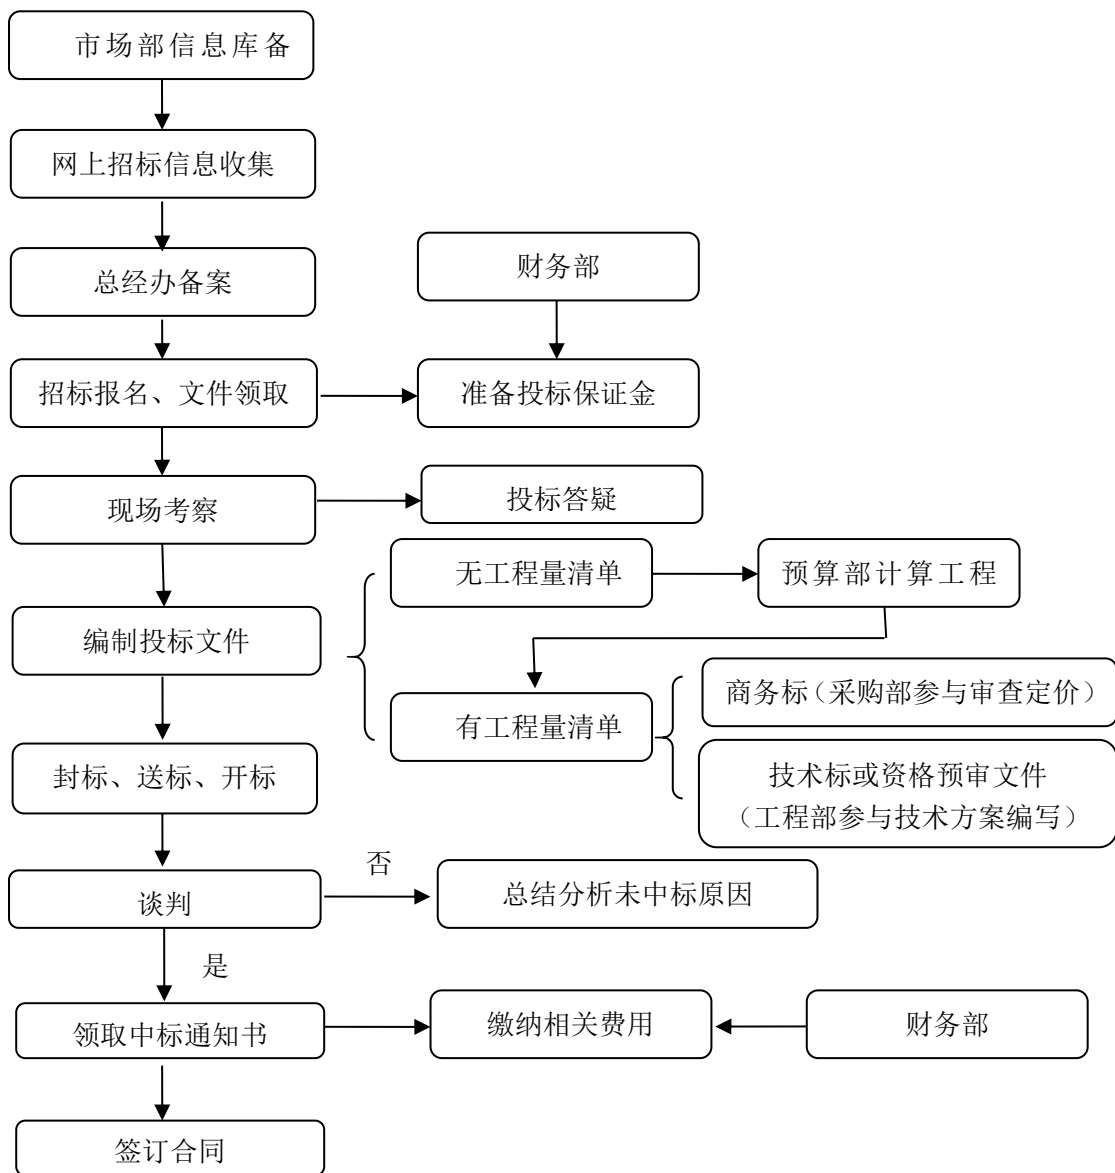 市场部信息库备
网上招标信息收集
总经办备案
财务部
招标报名、文件领取
准备投标保证金
现场考察
投标答疑
无工程量清单
预算部计算工程
编制投标文件
有工程量清单
商务标（采购部参与审查定价）
技术标或资格预审文件
（工程部参与技术方案编写）
封标、送标、开标
谈判
否
总结分析未中标原因
是
领取中标通知书
缴纳相关费用
财务部
签订合同